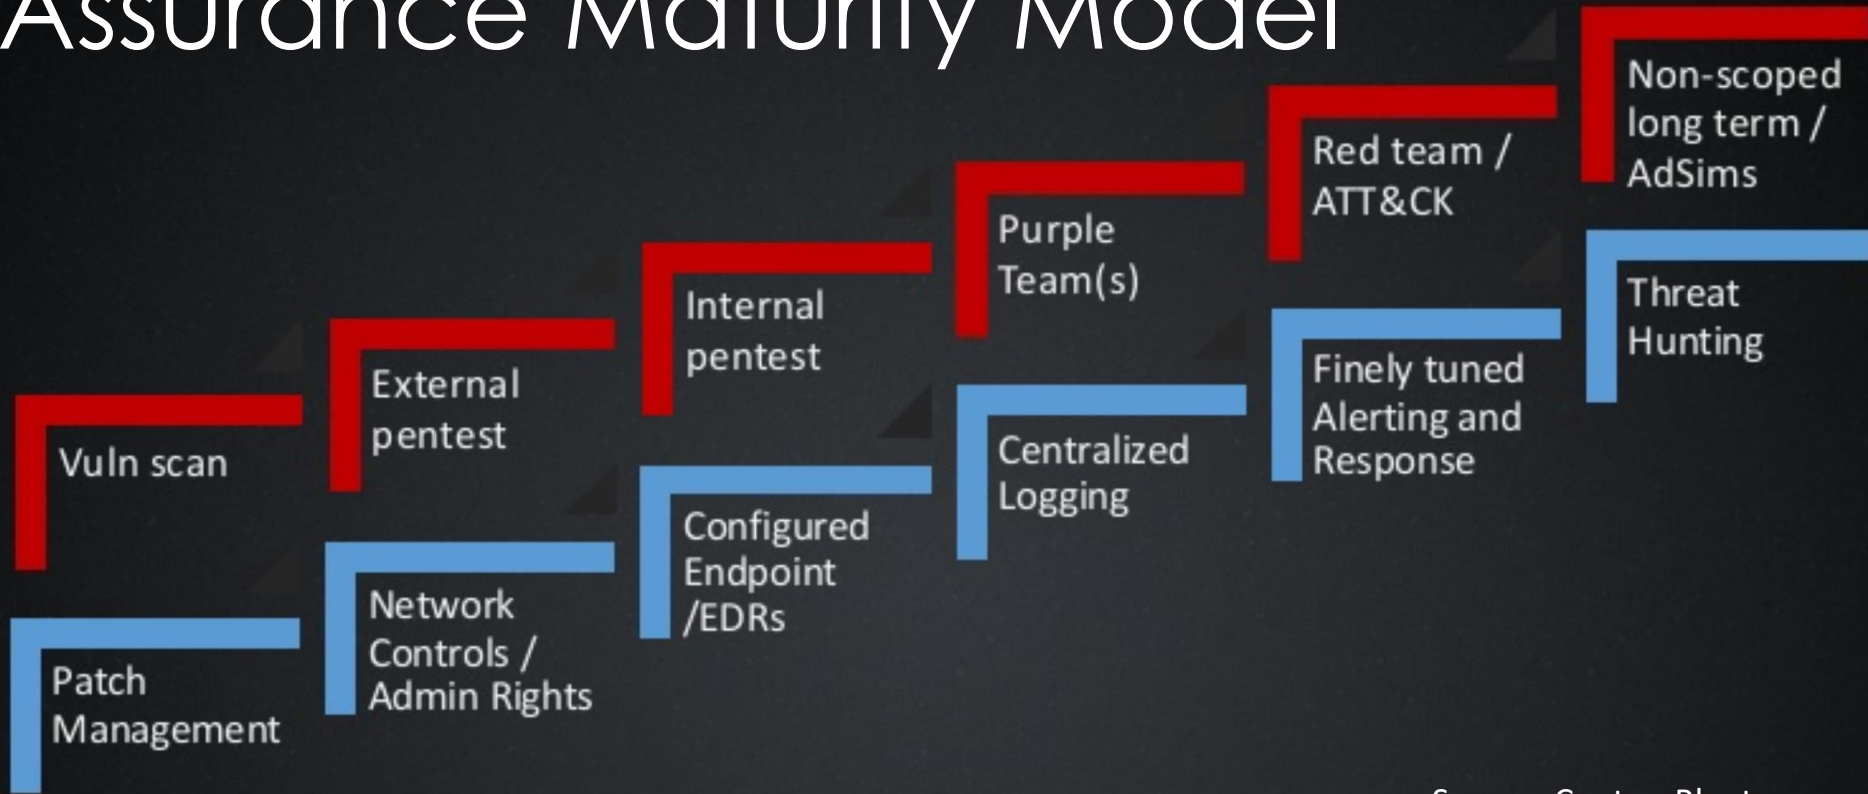 Assurance Maturity Model
Non-scoped
long term /
AdSims
Red team /
ATT&CK
Purple
Team(s)
Internal
pentest
External
pentest
Vuln scan
Threat
Hunting
Finely tuned
Alerting and
Response
Centralized
Logging
Configured
Endpoint
/EDRs
Network
Controls /
Admin Rights
Patch
Management